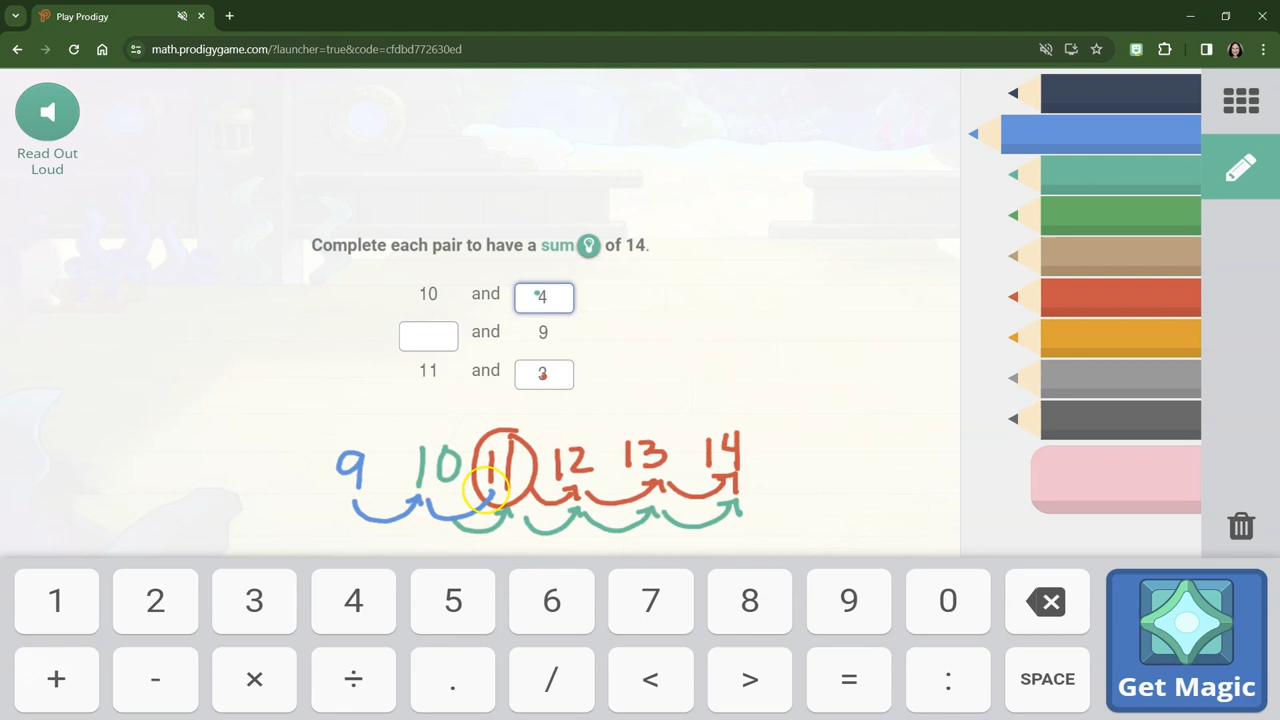 Play Prodigy
math.prodigygame.com/?launcher=true&code=cfdbd772630ed
Read Out
Loud
Complete each pair to have a sum of 14.
10 and 4
and 9
11 and 3
9 10 11 12 13 14
1 2 3 4 5 6 7 8 9 0
+ - × ÷ . / < > = : SPACE
Get Magic